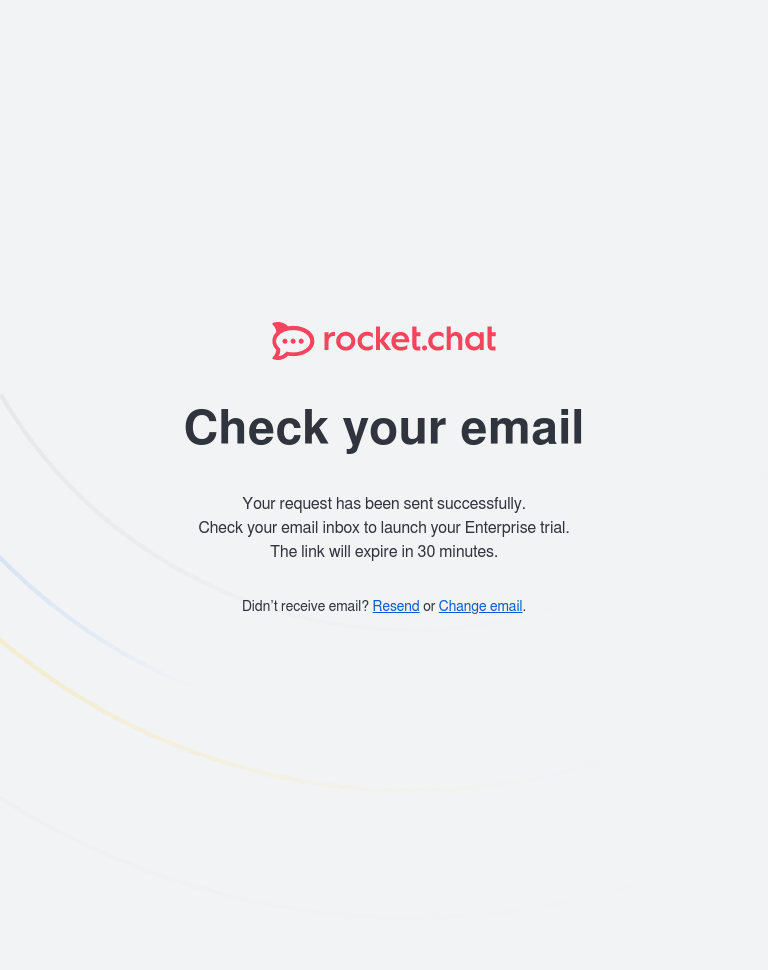 rocket.chat
Check your email
Your request has been sent successfully.
Check your email inbox to launch your Enterprise trial.
The link will expire in 30 minutes.
Didn’t receive email? Resend or Change email.